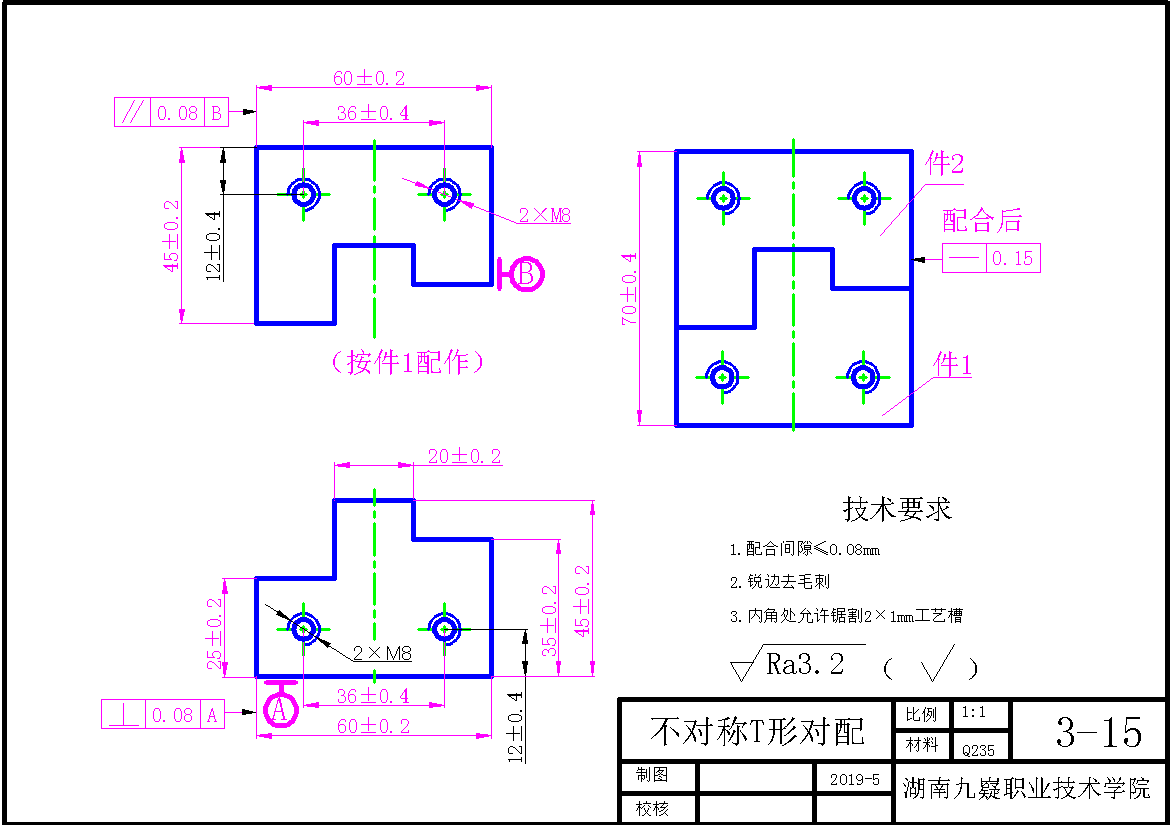 60±0.2
// 0.08 B
36±0.4
45±0.2
12±0.4
2×M8
B
(按件1配作)
件2
配合后
— 0.15
70±0.4
件1
20±0.2
25±0.2
2×M8
35±0.2
45±0.2
A
⊥ 0.08 A
36±0.4
60±0.2
12±0.4
技术要求
1.配合间隙≤0.08mm
2.锐边去毛刺
3.内角处允许锯割2×1mm工艺槽
Ra3.2 (√)
不对称T形对配
比例 1:1
材料 Q235
3-15
制图 2019-5
校核
湖南九嶷职业技术学院